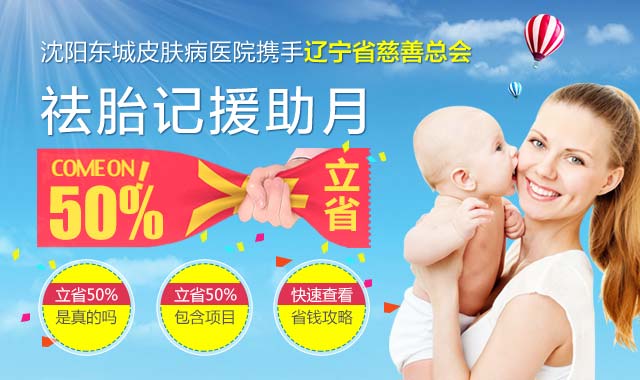 沈阳东城皮肤病医院携手辽宁省慈善总会
祛胎记援助月
COME ON!
50%
立省
立省50%
是真的吗
立省50%
包含项目
快速查看
省钱攻略